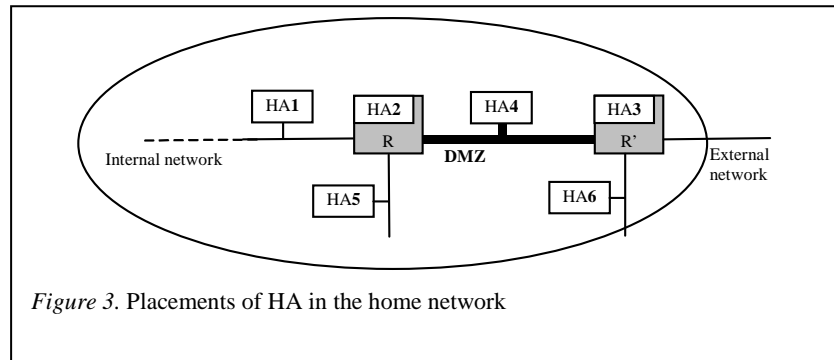 HA1
HA2
HA4
HA3
R
R'
Internal network
DMZ
External
network
HA5
HA6
Figure 3. Placements of HA in the home network